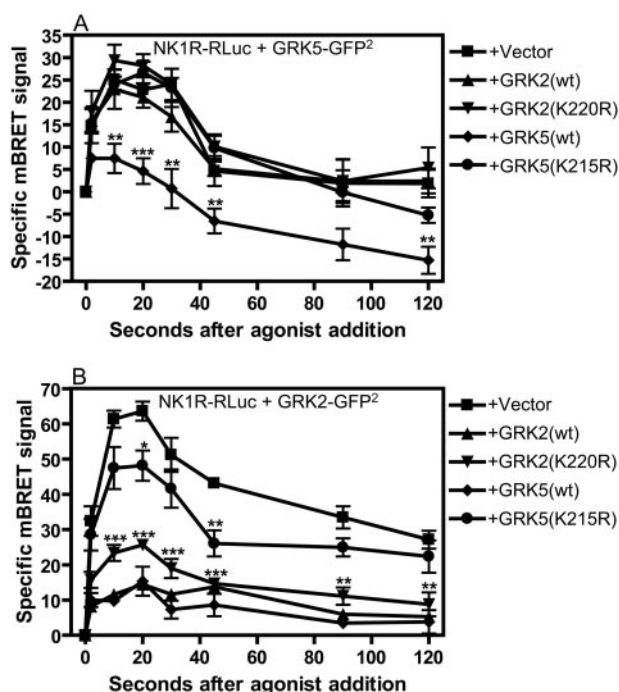 A
NK1R-RLuc + GRK5-GFP²
35
30
25
20
15
10
5
0
-5
-10
-15
-20
Specific mBRET signal
**
***
**
**
**
0 20 40 60 80 100 120
Seconds after agonist addition
+Vector
+GRK2(wt)
+GRK2(K220R)
+GRK5(wt)
+GRK5(K215R)
B
NK1R-RLuc + GRK2-GFP²
70
60
50
40
30
20
10
0
Specific mBRET signal
*
**
***
***
***
***
**
**
0 20 40 60 80 100 120
Seconds after agonist addition
+Vector
+GRK2(wt)
+GRK2(K220R)
+GRK5(wt)
+GRK5(K215R)